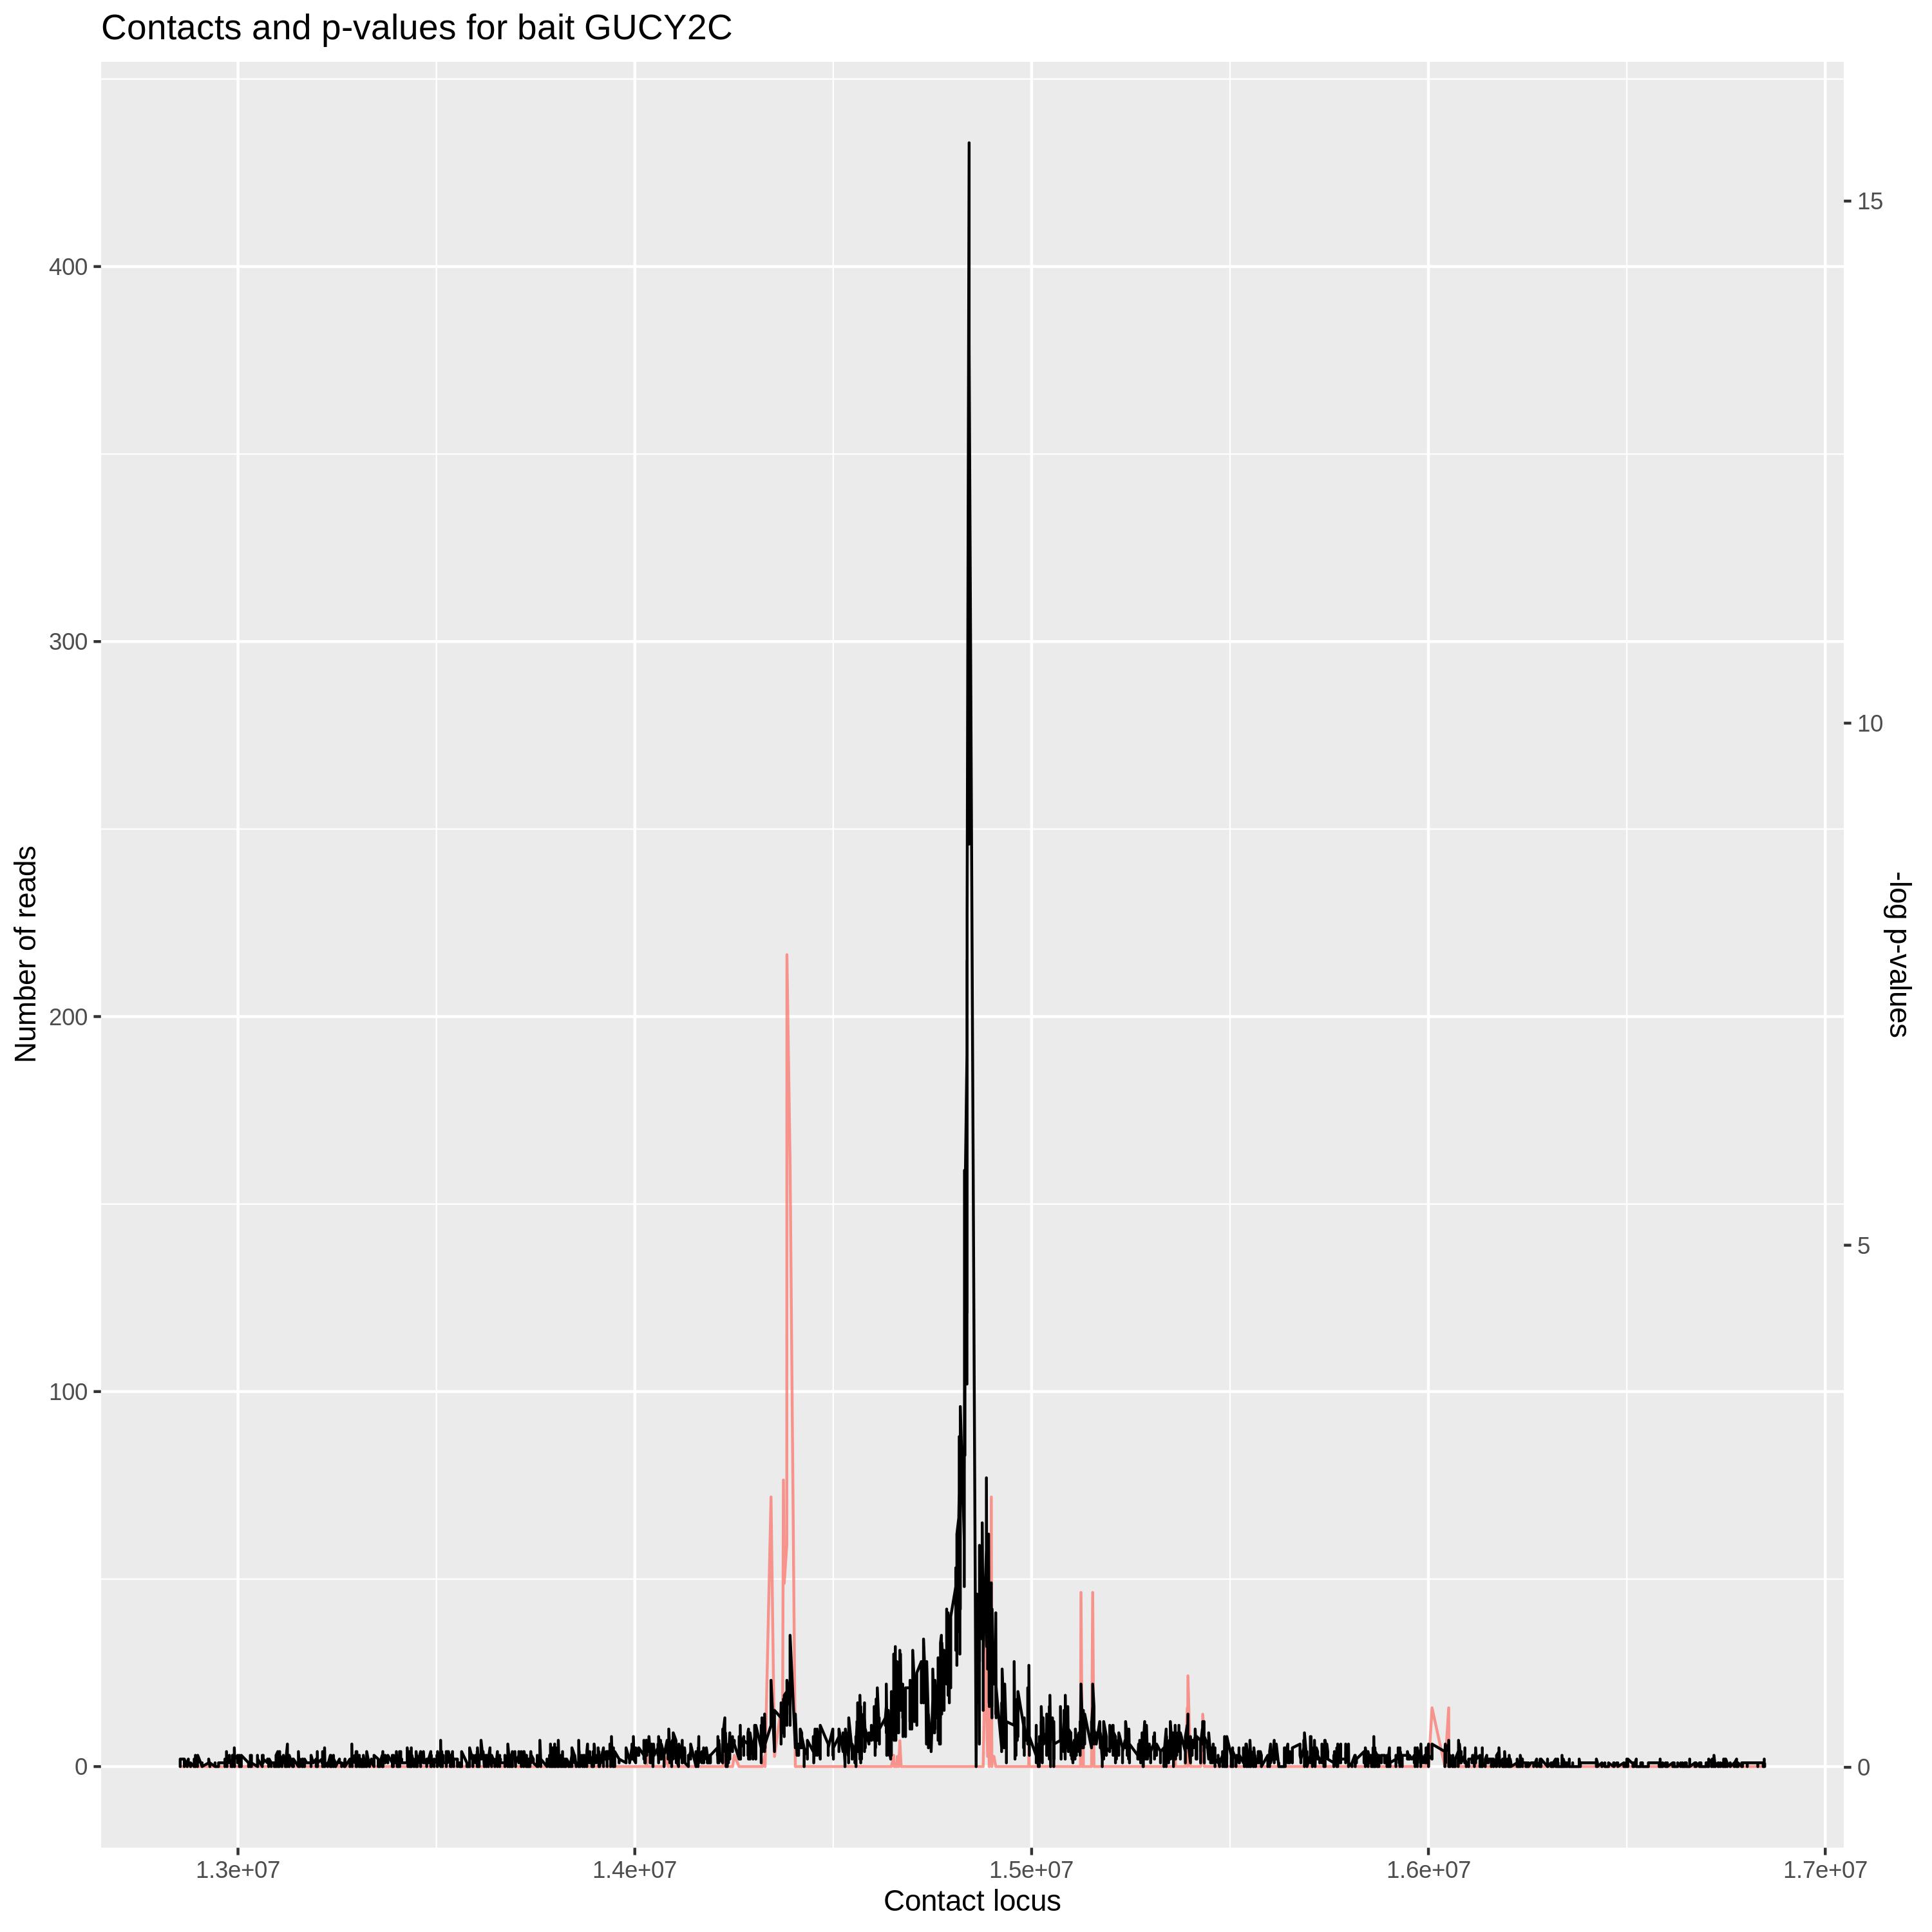 Contacts and p-values for bait GUCY2C
Number of reads
400
300
200
100
0
15
10
5
0
-log p-values
1.3e+07 1.4e+07 1.5e+07 1.6e+07 1.7e+07
Contact locus